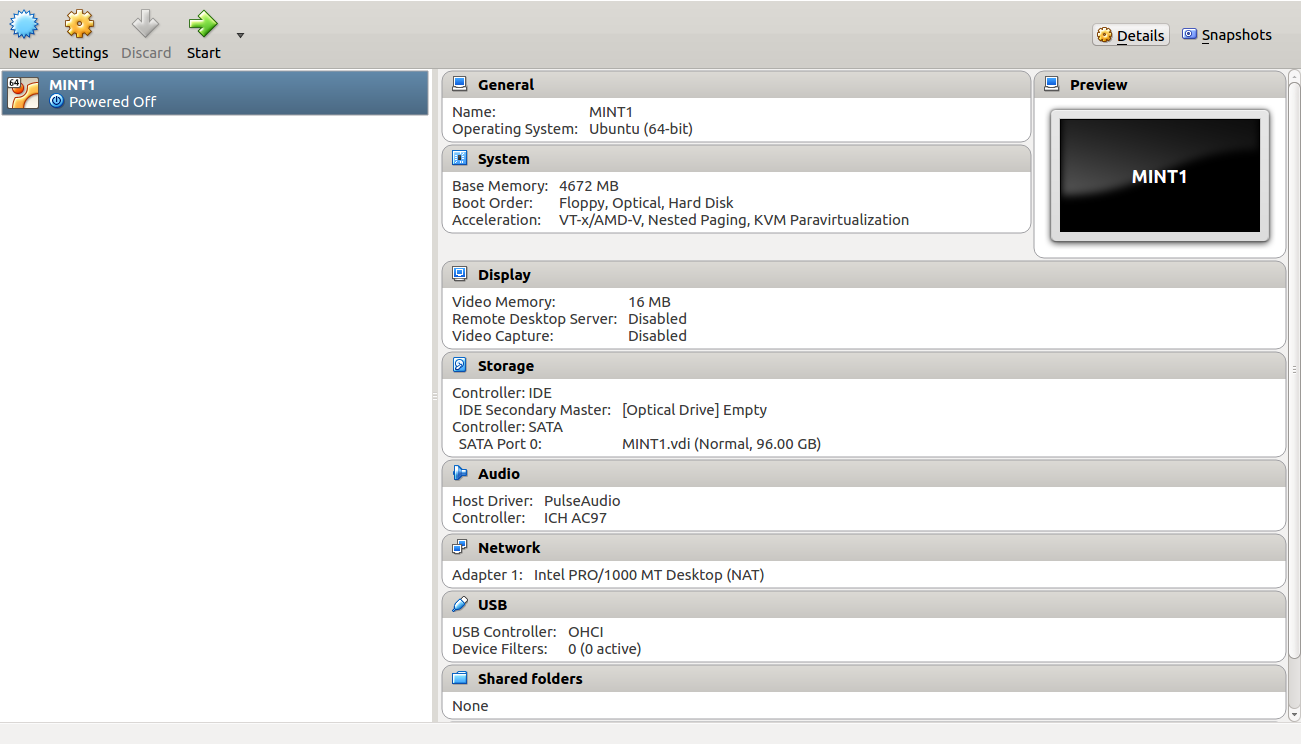 New Settings Discard Start
Details Snapshots
64
MINT1
Powered Off
General
Name: MINT1
Operating System: Ubuntu (64-bit)
System
Base Memory: 4672 MB
Boot Order: Floppy, Optical, Hard Disk
Acceleration: VT-x/AMD-V, Nested Paging, KVM Paravirtualization
Preview
MINT1
Display
Video Memory: 16 MB
Remote Desktop Server: Disabled
Video Capture: Disabled
Storage
Controller: IDE
IDE Secondary Master: [Optical Drive] Empty
Controller: SATA
SATA Port 0: MINT1.vdi (Normal, 96.00 GB)
Audio
Host Driver: PulseAudio
Controller: ICH AC97
Network
Adapter 1: Intel PRO/1000 MT Desktop (NAT)
USB
USB Controller: OHCI
Device Filters: 0 (0 active)
Shared folders
None